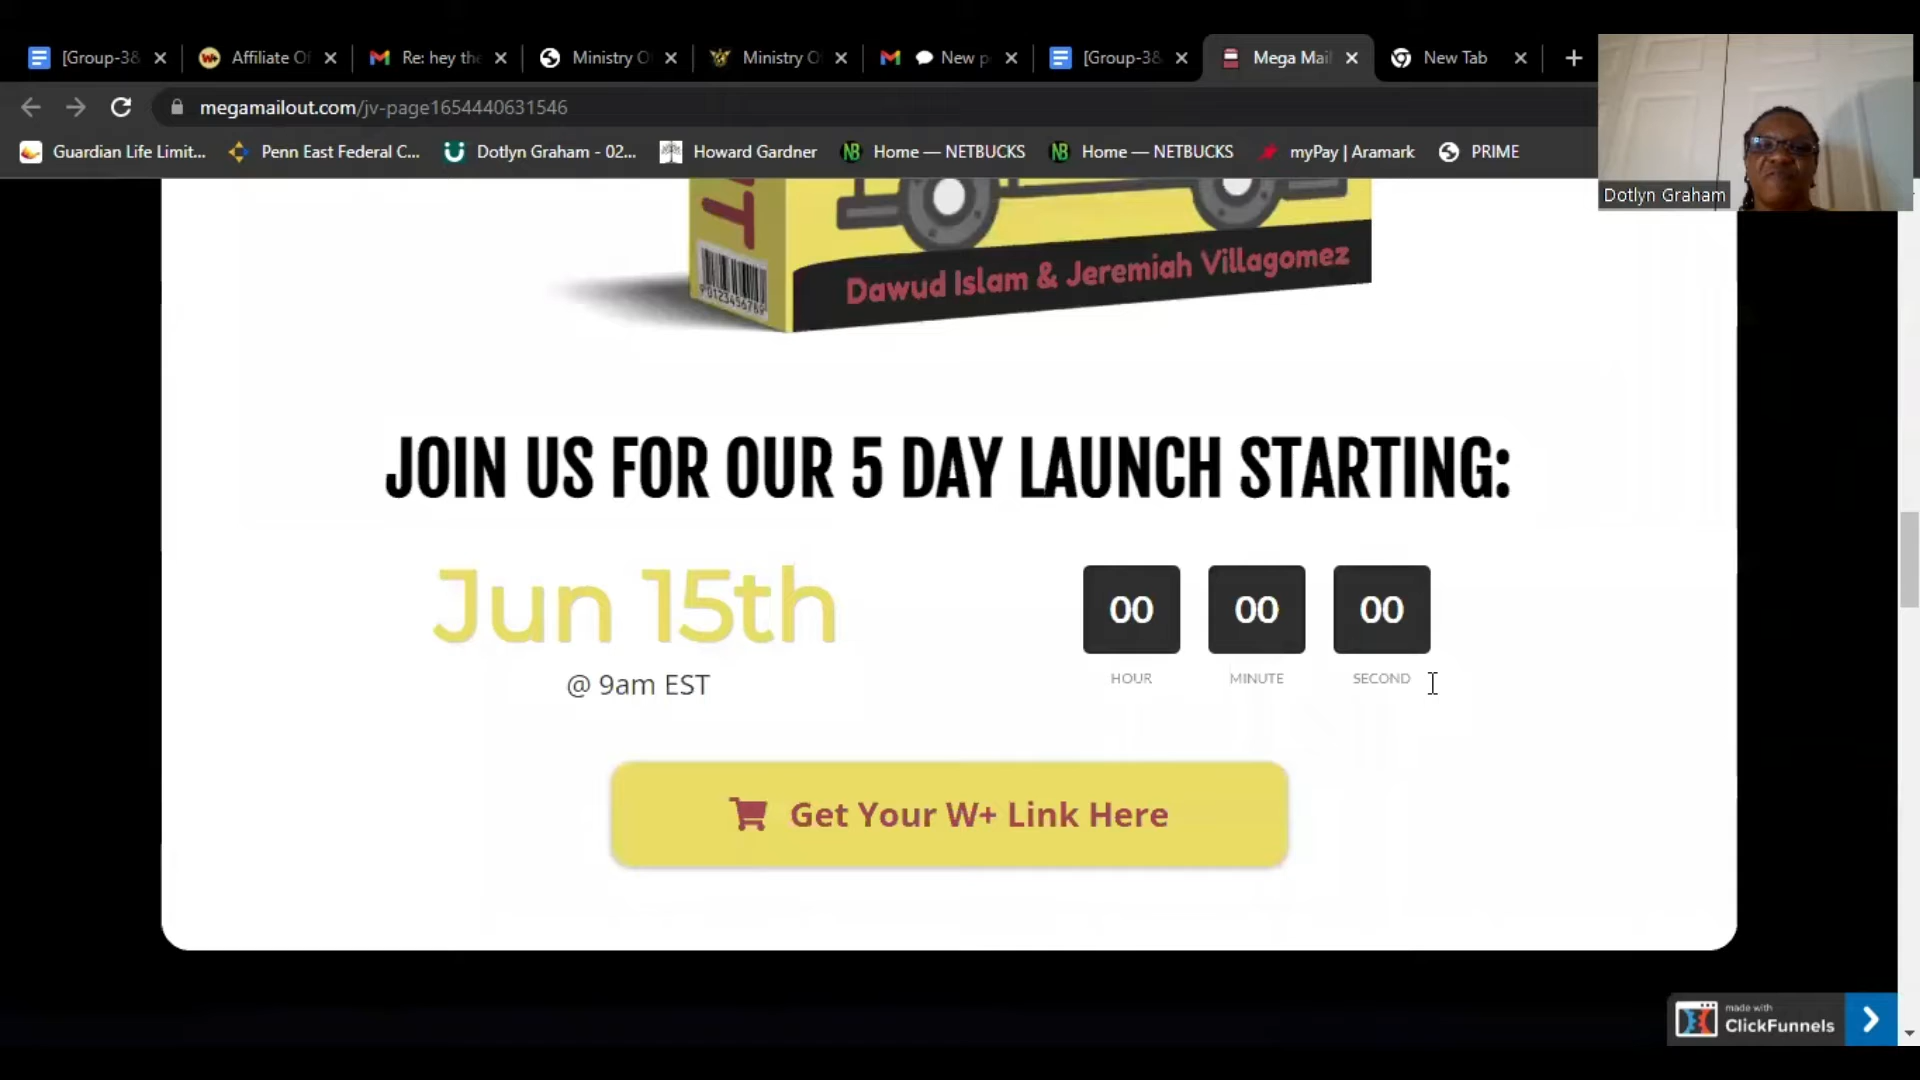 [Group-38
Affiliate Of
Re: hey the
Ministry O
Ministry O
New p
[Group-38
Mega Mail
New Tab
megamailout.com/jv-page1654440631546
Guardian Life Limit...
Penn East Federal C...
Dotlyn Graham - 02...
Howard Gardner
NB
Home — NETBUCKS
NB
Home — NETBUCKS
myPay | Aramark
PRIME
Dotlyn Graham
Dawud Islam & Jeremiah Villagomez
JOIN US FOR OUR 5 DAY LAUNCH STARTING:
Jun 15th
@ 9am EST
00 00 00
HOUR MINUTE SECOND
Get Your W+ Link Here
made with
ClickFunnels